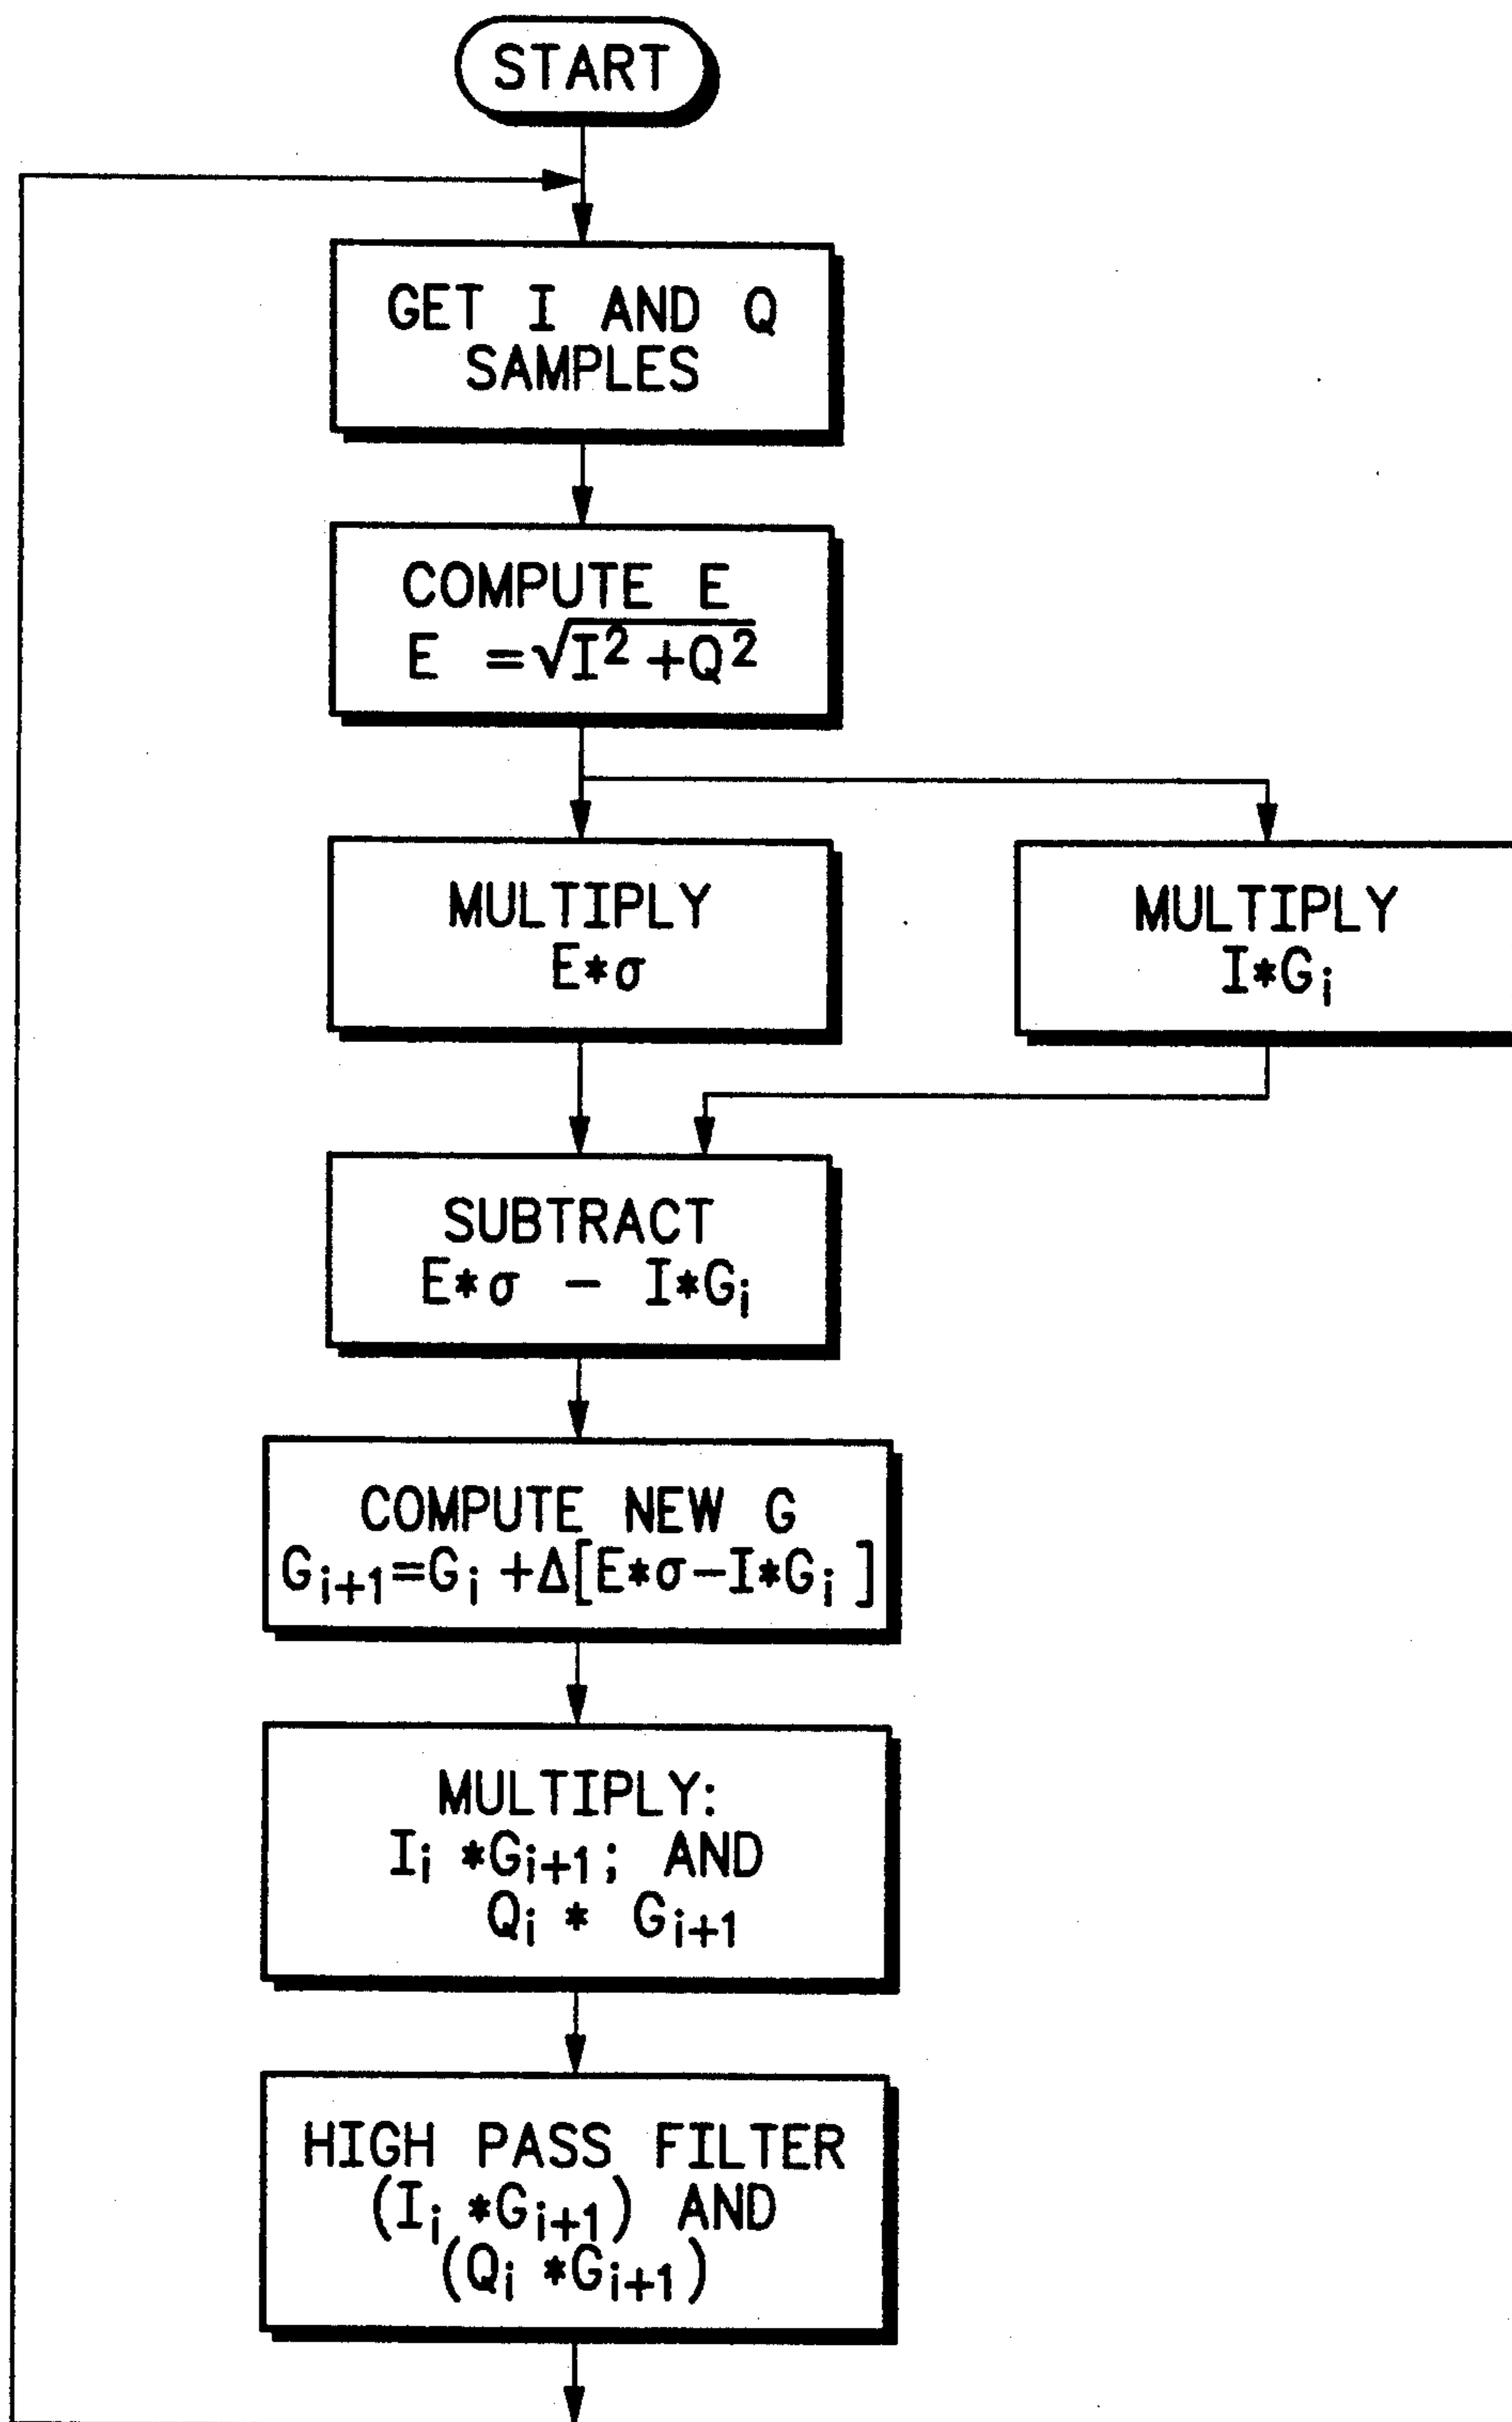 START
GET I AND Q
SAMPLES
COMPUTE E
E =√I² +Q²
MULTIPLY
E*σ
MULTIPLY
I*Gᵢ
SUBTRACT
E*σ - I*Gᵢ
COMPUTE NEW G
Gᵢ₊₁=Gᵢ +Δ[E*σ-I*Gᵢ ]
MULTIPLY:
Iᵢ *Gᵢ₊₁; AND
Qᵢ * Gᵢ₊₁
HIGH PASS FILTER
(Iᵢ *Gᵢ₊₁) AND
(Qᵢ *Gᵢ₊₁)